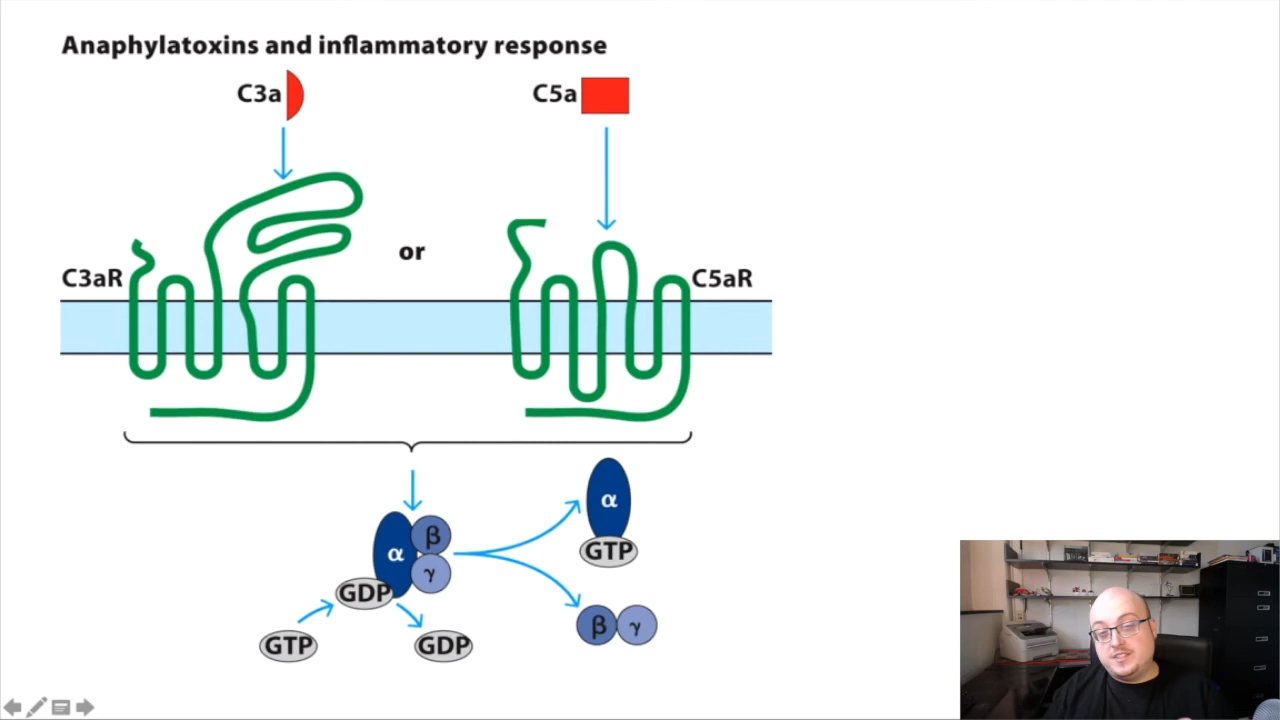 Anaphylatoxins and inflammatory response
C3a
C5a
or
C3aR
C5aR
α
β
γ
GDP
GTP
GDP
α
GTP
β
γ